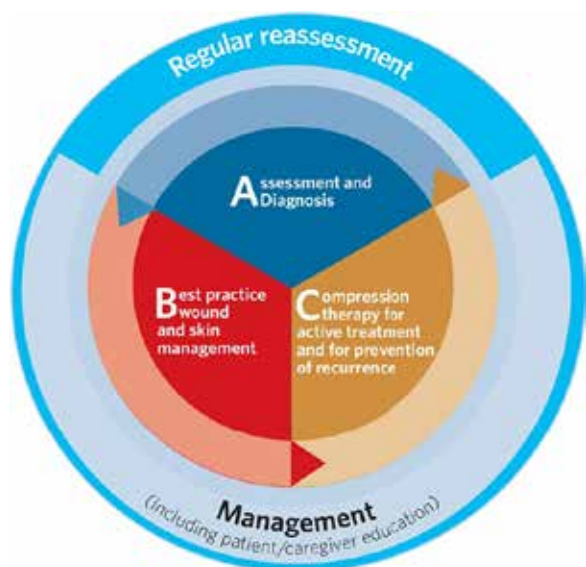 Regular reassessment
Assessment and
Diagnosis
Best practice
wound
and skin
management
Compression
therapy for
active treatment
and for prevention
of recurrence
Management
(including patient/caregiver education)